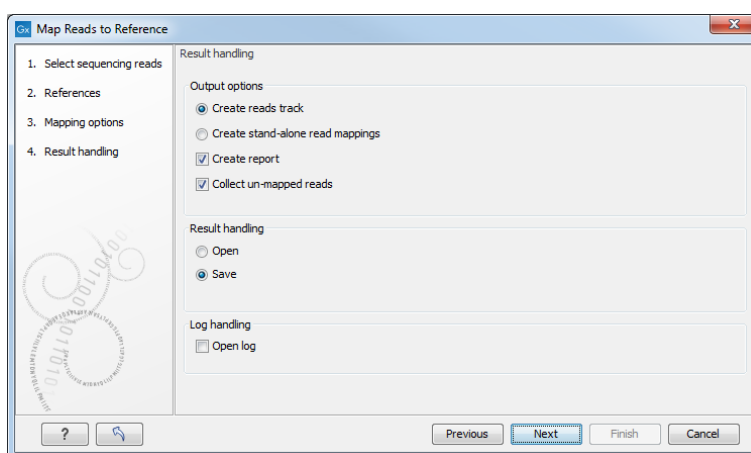 Gx Map Reads to Reference
1. Select sequencing reads
2. References
3. Mapping options
4. Result handling
Result handling
Output options
Create reads track
Create stand-alone read mappings
Create report
Collect un-mapped reads
Result handling
Open
Save
Log handling
Open log
?
Previous
Next
Finish
Cancel